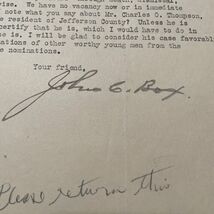 wise. We have no vacancy now or in immediate
note what you say about Mr. Charles O. Thompson,
resident of Jefferson County? Unless he is
certify that he is, which I would have to do in
he is. I will be glad to consider his case favorably
nations of other worthy young men from the
nominations.
Your friend,
John C. Box.
Please return this